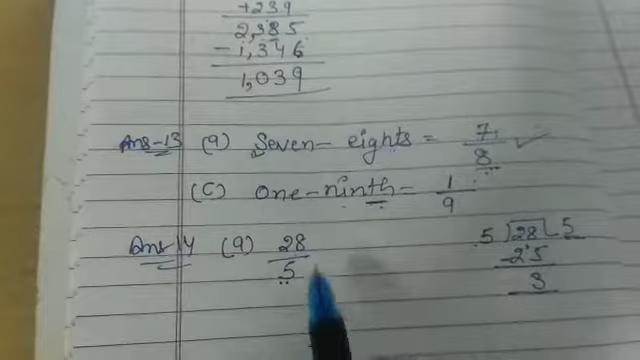 +239
2,385
-1,346
1,039
Ans-13 (a) Seven-eights = 7/8 ✓
(C) One-ninth- 1/9
Ans 14 (a) 28/5
5)28(5
-25
3